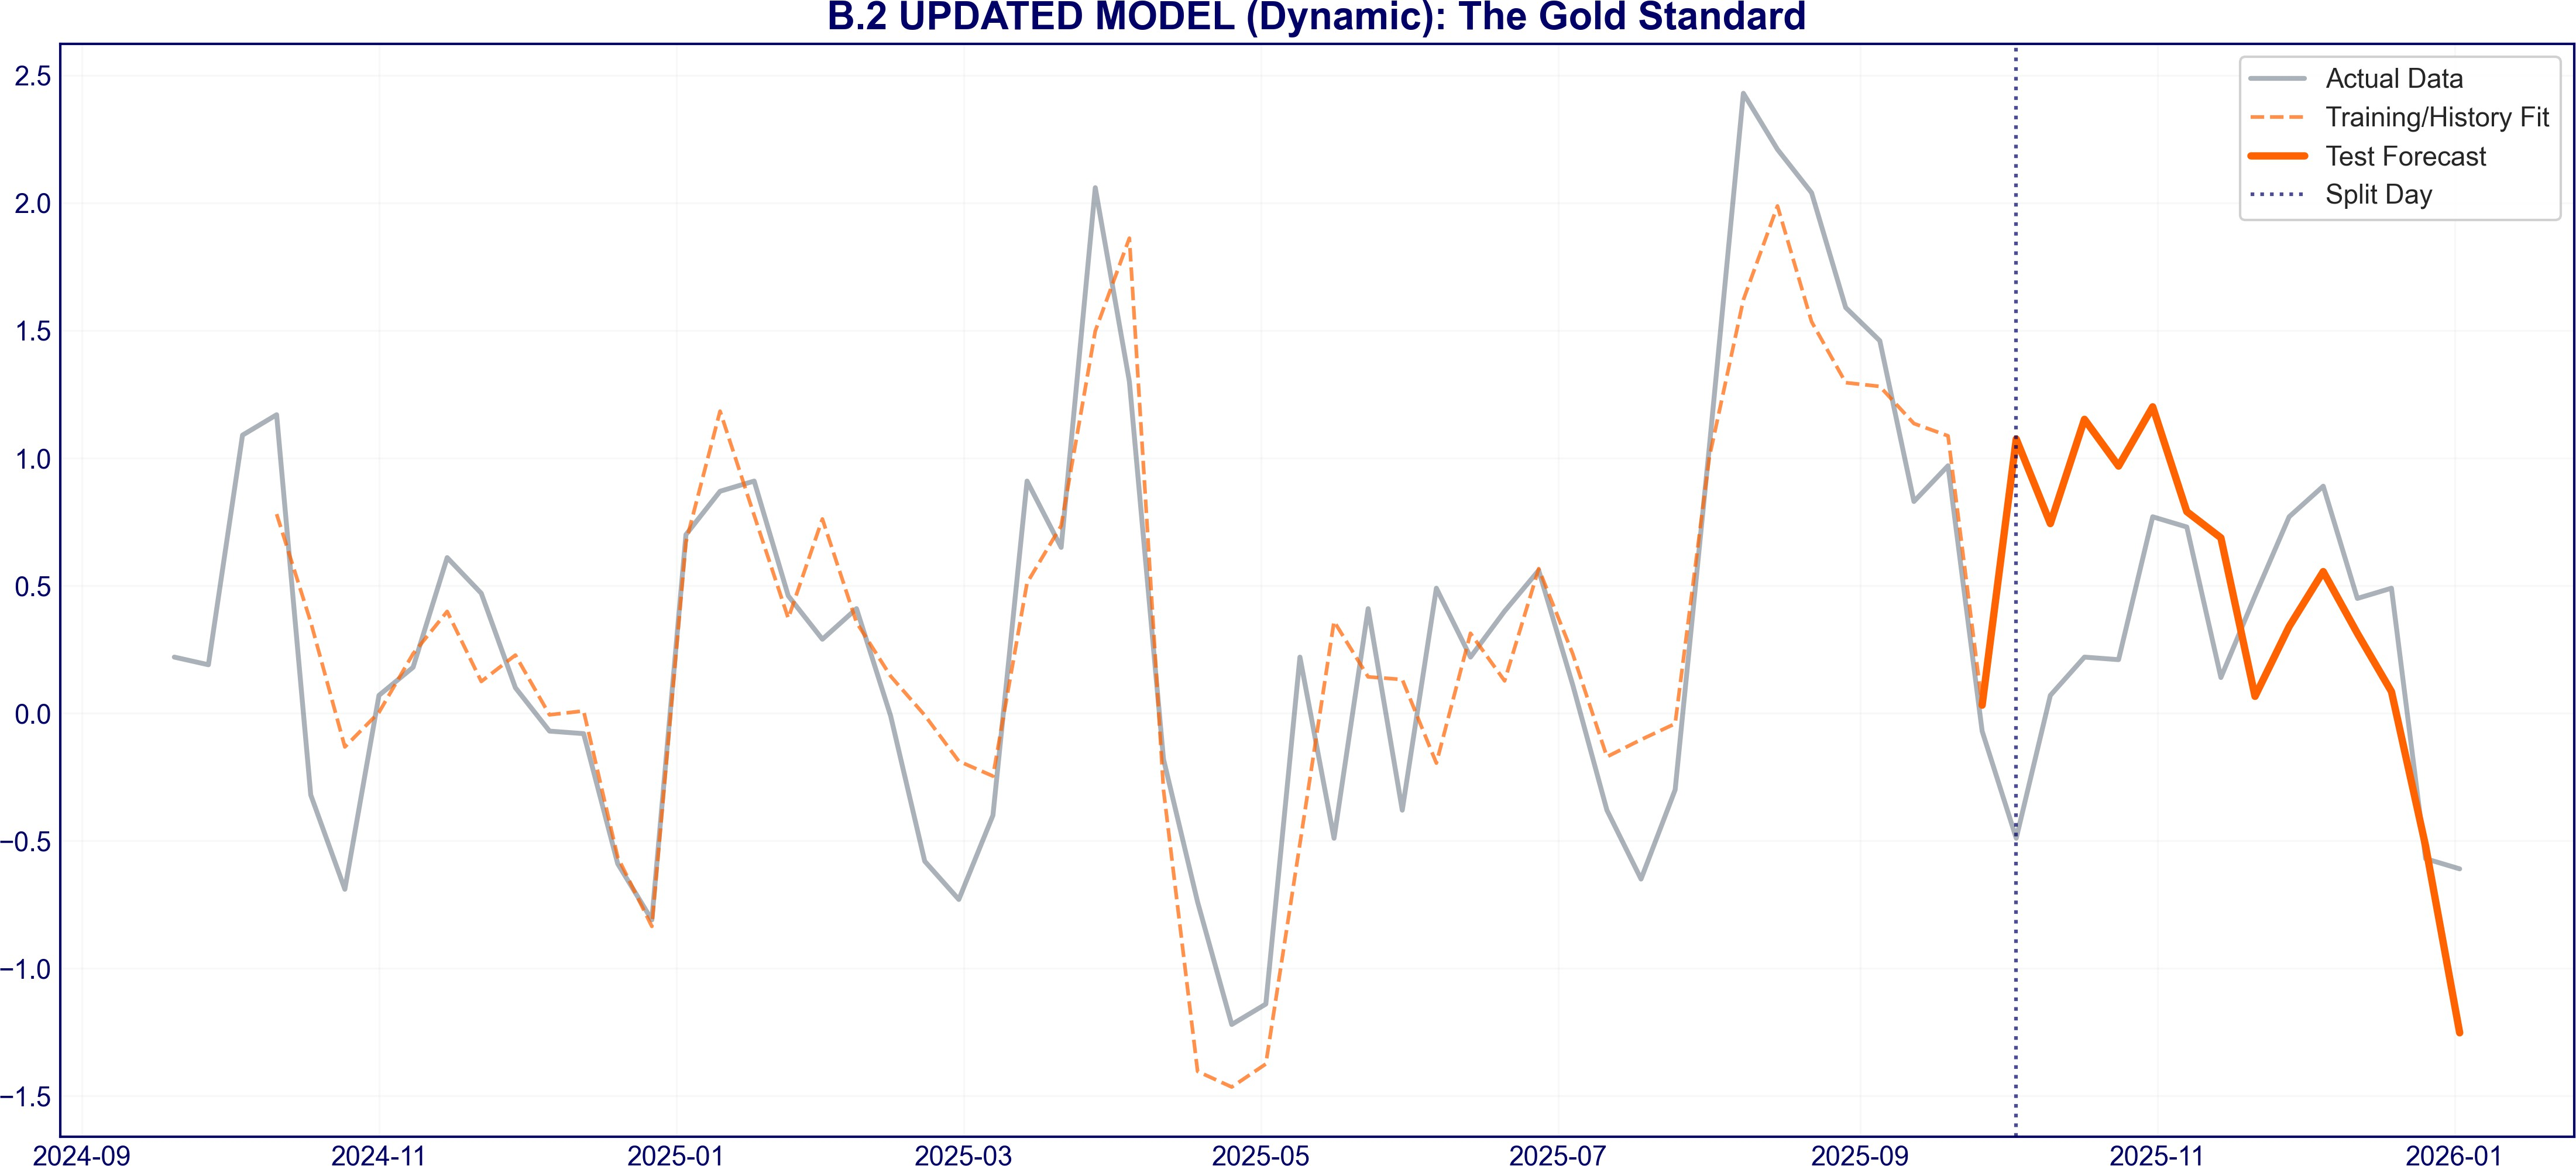 B.2 UPDATED MODEL (Dynamic): The Gold Standard
Actual Data
Training/History Fit
Test Forecast
Split Day
2.5
2.0
1.5
1.0
0.5
0.0
−0.5
−1.0
−1.5
2024-09 2024-11 2025-01 2025-03 2025-05 2025-07 2025-09 2025-11 2026-01